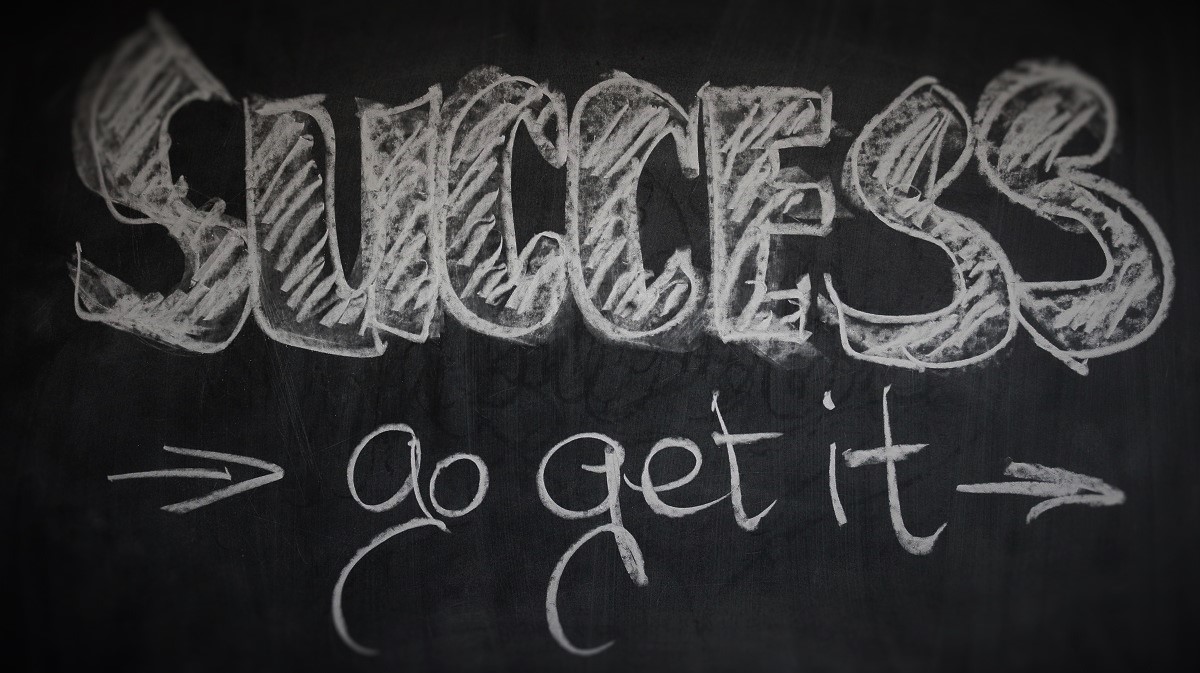 SUCCESS
→ go get it →